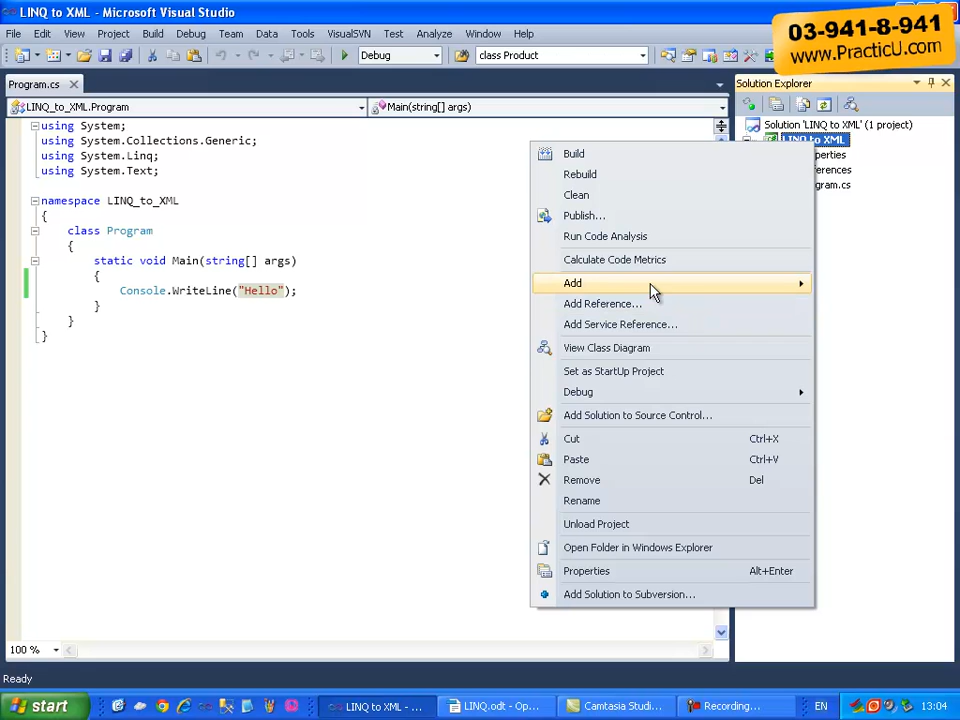 LINQ to XML - Microsoft Visual Studio
03-941-8-941
www.PracticU.com
File Edit View Project Build Debug Team Data Tools VisualSVN Test Analyze Window Help
Debug class Product
Program.cs
Solution Explorer
LINQ_to_XML.Program Main(string[] args)
using System;
using System.Collections.Generic;
using System.Linq;
using System.Text;
namespace LINQ_to_XML
{
class Program
{
static void Main(string[] args)
{
Console.WriteLine("Hello");
}
}
}
Solution 'LINQ to XML' (1 project)
LINQ to XML
operties
erences
gram.cs
Build
Rebuild
Clean
Publish...
Run Code Analysis
Calculate Code Metrics
Add
Add Reference...
Add Service Reference...
View Class Diagram
Set as StartUp Project
Debug
Add Solution to Source Control...
Cut Ctrl+X
Paste Ctrl+V
Remove Del
Rename
Unload Project
Open Folder in Windows Explorer
Properties Alt+Enter
Add Solution to Subversion...
100 %
Ready
start LINQ to XML - ... LINQ.odt - Op... Camtasia Studi... Recording... EN 13:04